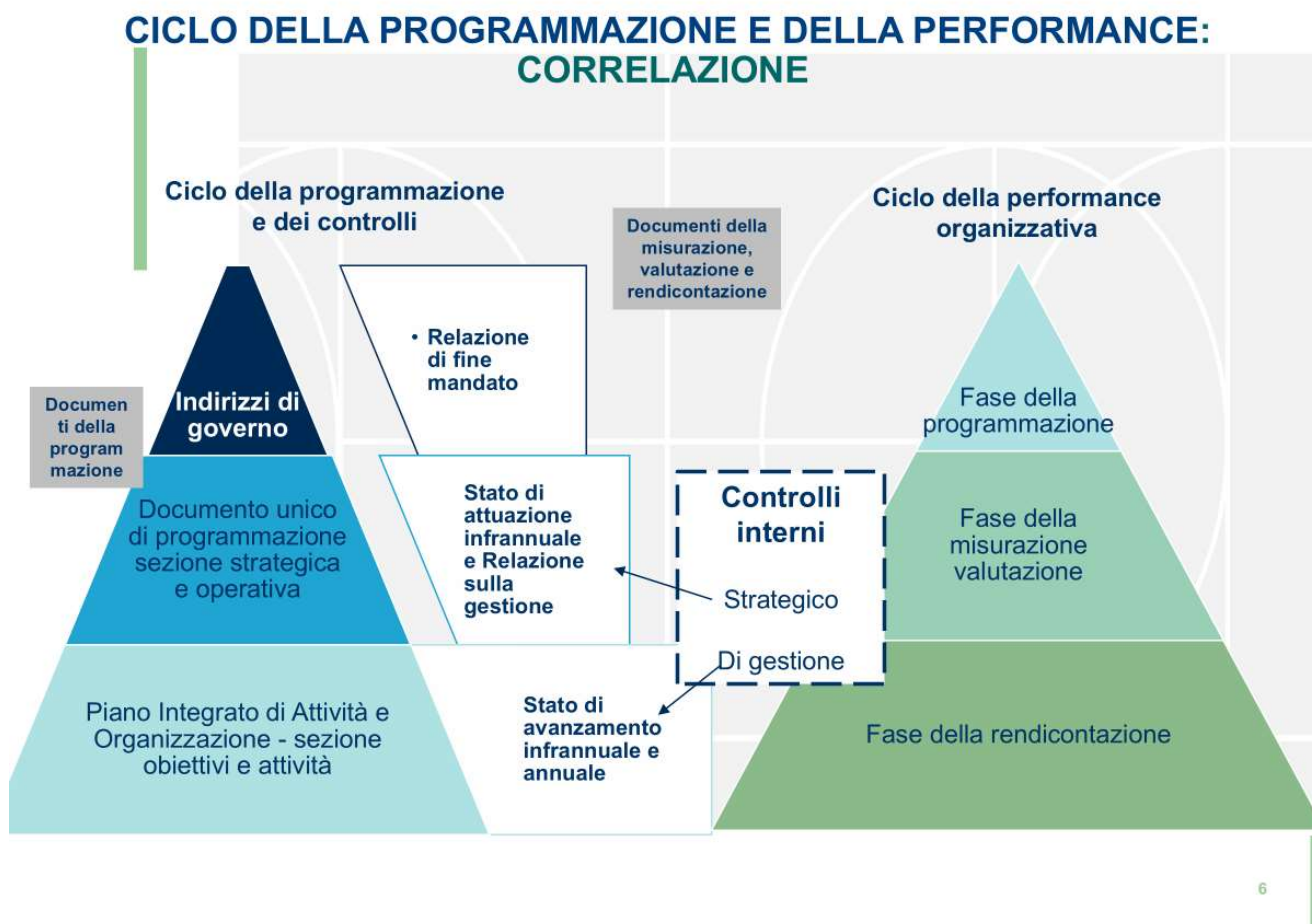 CICLO DELLA PROGRAMMAZIONE E DELLA PERFORMANCE:
CORRELAZIONE
Ciclo della programmazione
e dei controlli
Documenti della
misurazione,
valutazione e
rendicontazione
Ciclo della performance
organizzativa
Documen
ti della
program
mazione
Indirizzi di
governo
• Relazione
di fine
mandato
Fase della
programmazione
Documento unico
di programmazione
sezione strategica
e operativa
Stato di
attuazione
infrannuale
e Relazione
sulla
gestione
Controlli
interni
Strategico
Di gestione
Fase della
misurazione
valutazione
Piano Integrato di Attività e
Organizzazione - sezione
obiettivi e attività
Stato di
avanzamento
infrannuale e
annuale
Fase della rendicontazione
6